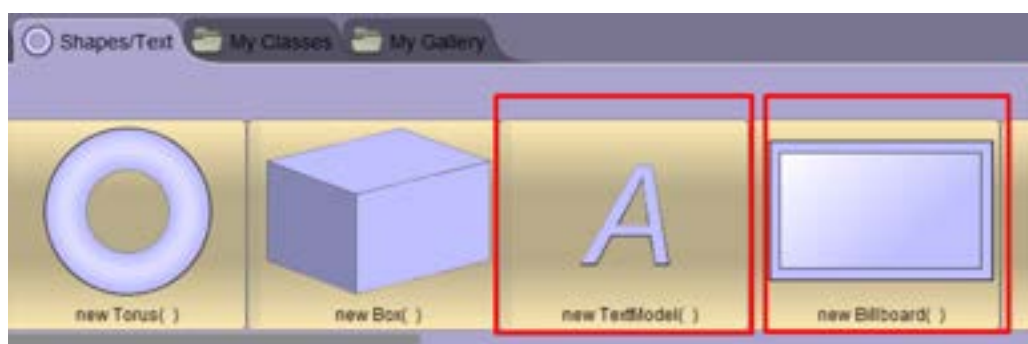 Shapes/Text My Classes My Gallery
A
new Torus( ) new Box( ) new TextModel( ) new Billboard( )